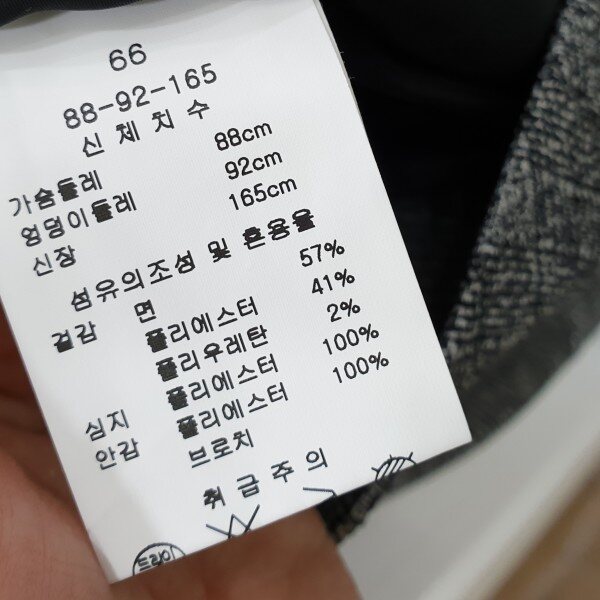 66
88-92-165
신 체 치 수
가슴둘레 88cm
엉덩이둘레 92cm
신장 165cm
섬유의조성 및 혼용율
겉감 면 57%
폴리에스터 41%
폴리우레탄 2%
심지 폴리에스터 100%
안감 폴리에스터 100%
브로치
취 급 주 의
드라이